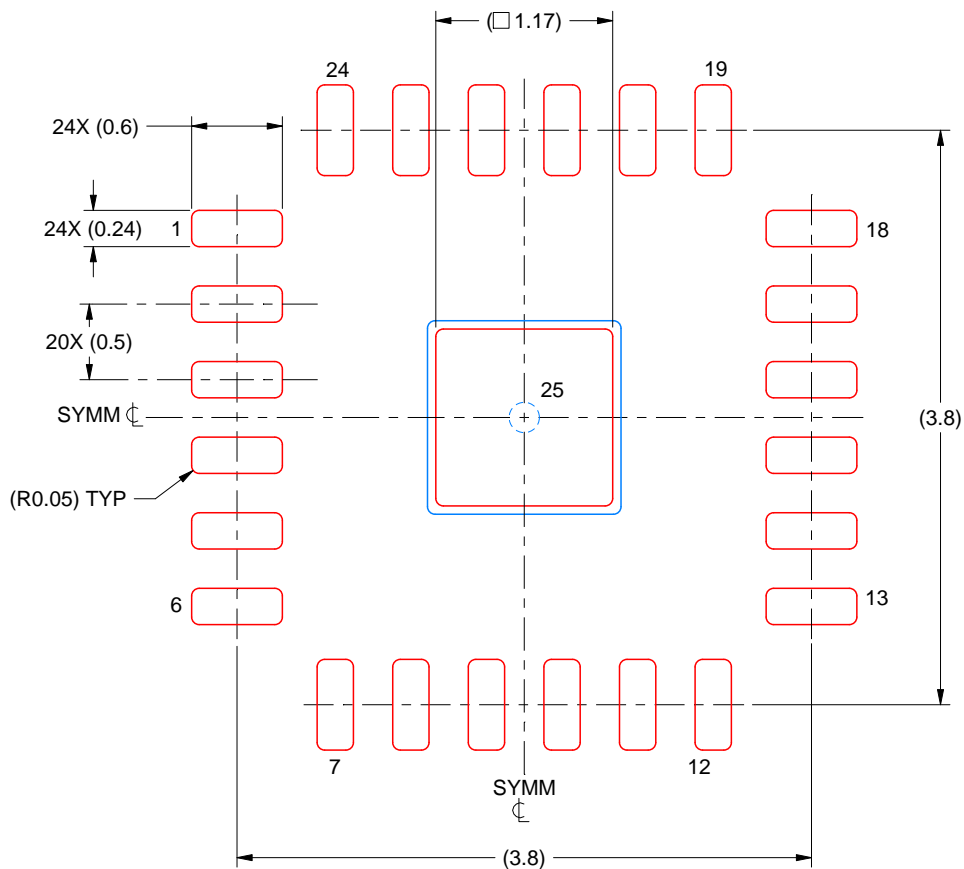 (□ 1.17)
24
19
24X (0.6)
24X (0.24)
1
18
20X (0.5)
25
SYMM ℄
(3.8)
(R0.05) TYP
6
13
7
12
SYMM
℄
(3.8)